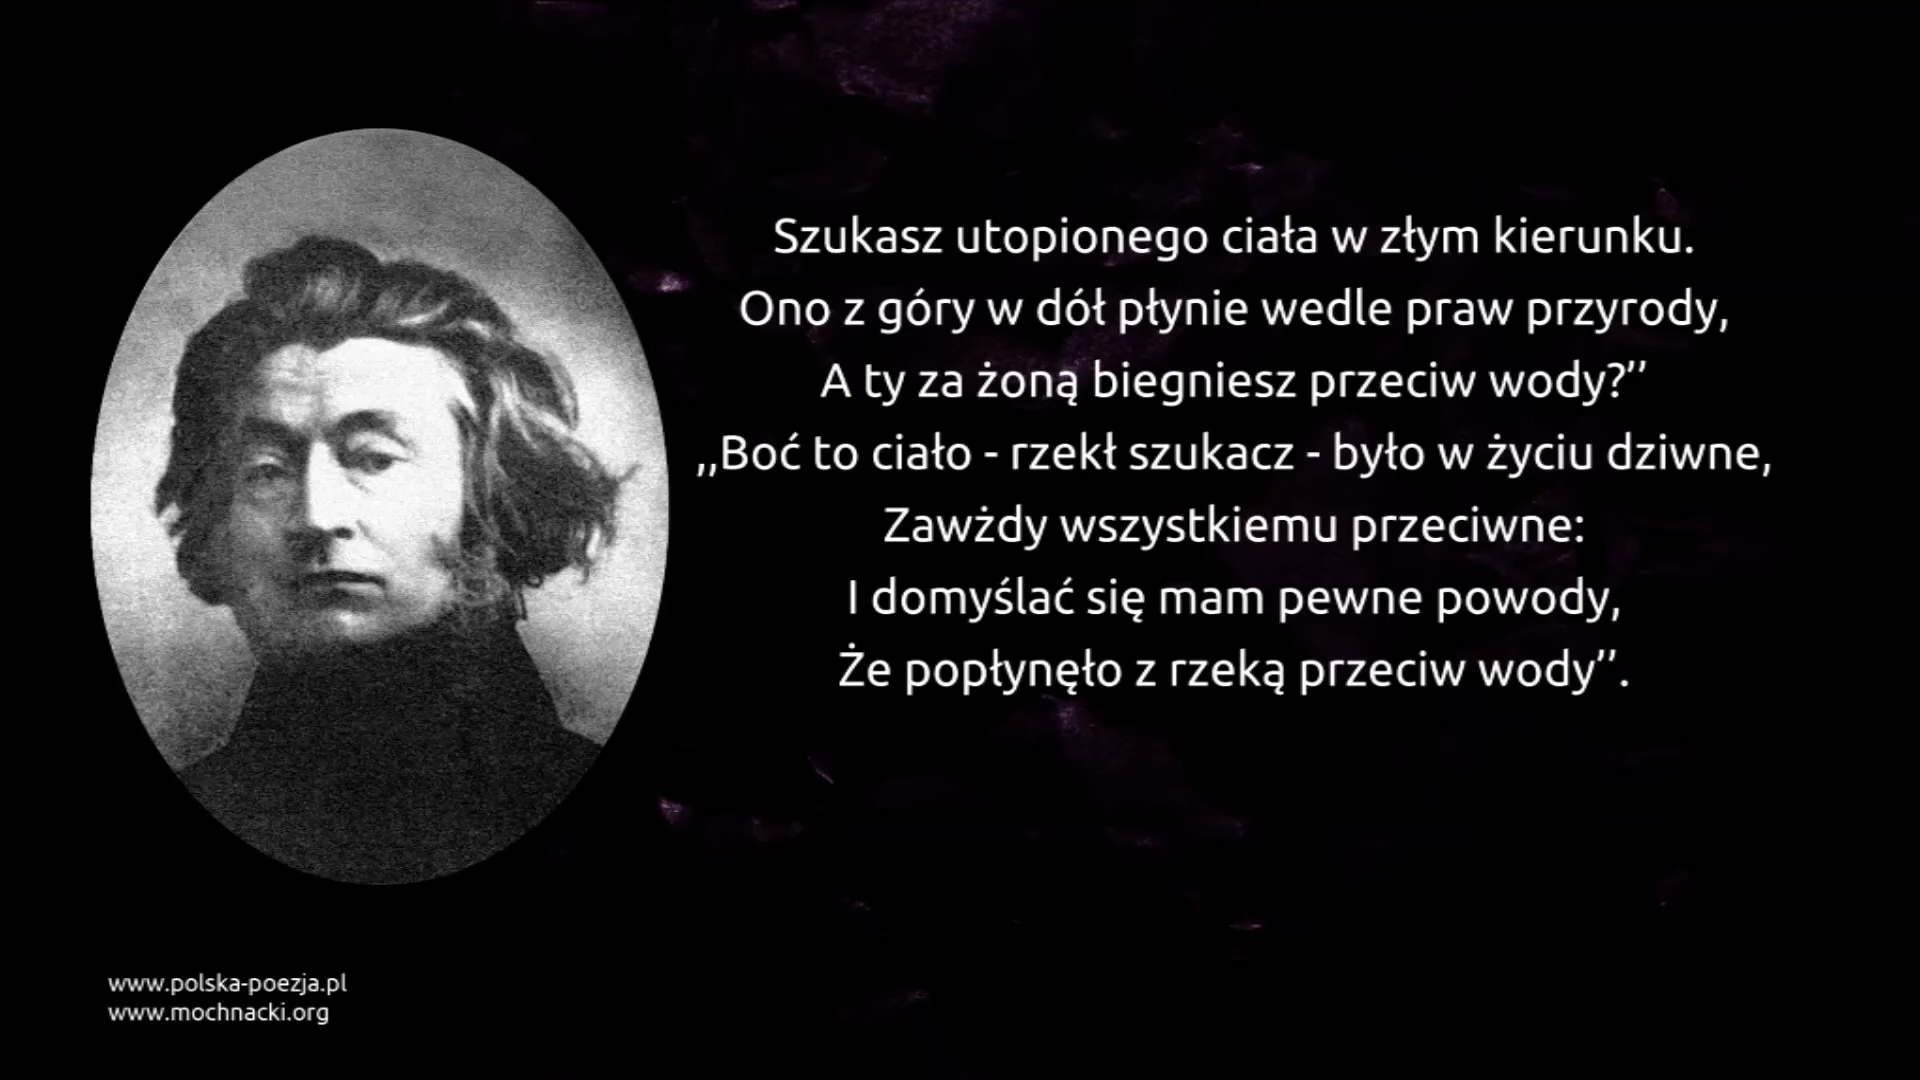 Szukasz utopionego ciała w złym kierunku.
Ono z góry w dół płynie wedle praw przyrody,
A ty za żoną biegniesz przeciw wody?’’
,,Boć to ciało - rzekł szukacz - było w życiu dziwne,
Zawżdy wszystkiemu przeciwne:
I domyślać się mam pewne powody,
Że popłynęło z rzeką przeciw wody’’.
www.polska-poezja.pl
www.mochnacki.org